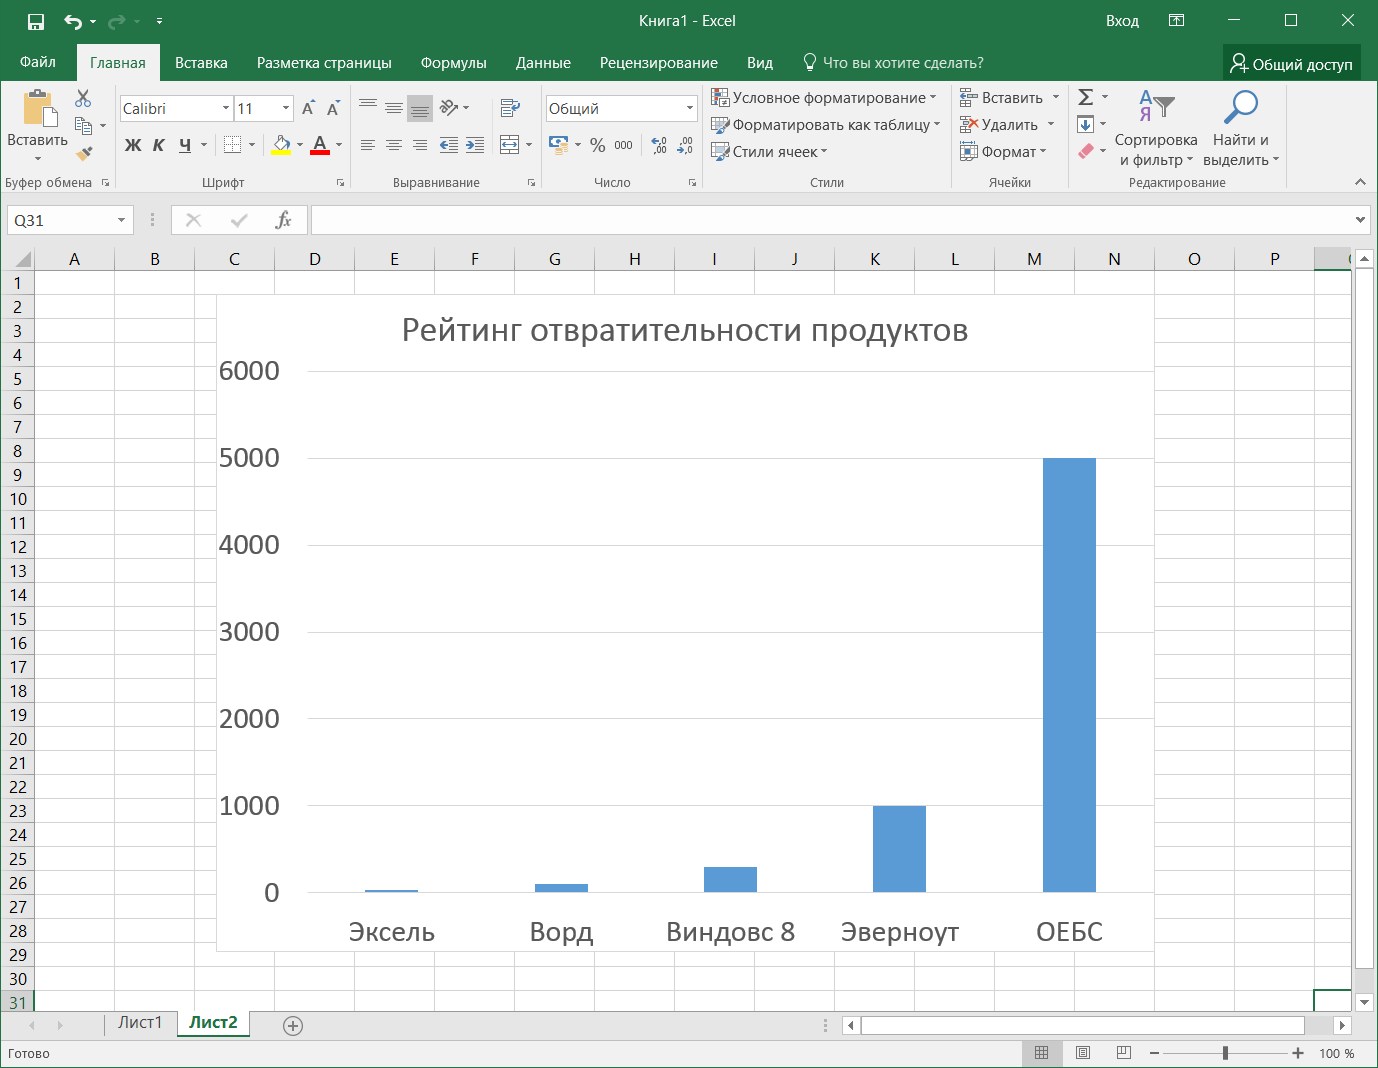 Книга1 - Excel
Вход
Файл Главная Вставка Разметка страницы Формулы Данные Рецензирование Вид Что вы хотите сделать? Общий доступ
Вставить
Буфер обмена
Calibri 11
Ж К Ч А
Шрифт
Выравнивание
Общий
% 000
Число
Условное форматирование
Форматировать как таблицу
Стили ячеек
Стили
Вставить
Удалить
Формат
Ячейки
Сортировка
и фильтр
Найти и
выделить
Редактирование
Q31 fx
A B C D E F G H I J K L M N O P
1
2
3
4
5
6
7
8
9
10
11
12
13
14
15
16
17
18
19
20
21
22
23
24
25
26
27
28
29
30
31
Рейтинг отвратительности продуктов
6000
5000
4000
3000
2000
1000
0
Эксель Ворд Виндовс 8 Эверноут ОЕБС
Лист1 Лист2
Готово
100 %